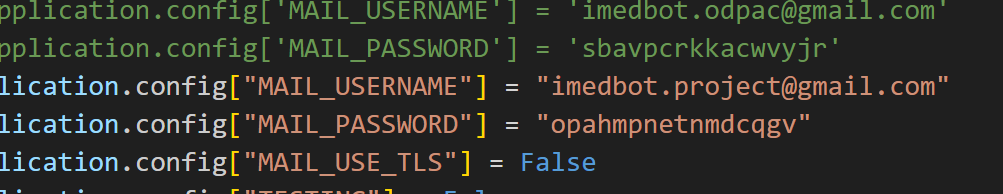 pplication.config['MAIL_USERNAME'] = 'imedbot.odpac@gmail.com'
pplication.config['MAIL_PASSWORD'] = 'sbavpcrkkacwvyjr'
lication.config["MAIL_USERNAME"] = "imedbot.project@gmail.com"
lication.config["MAIL_PASSWORD"] = "opahmpnetnmdcqgv"
lication.config["MAIL_USE_TLS"] = False